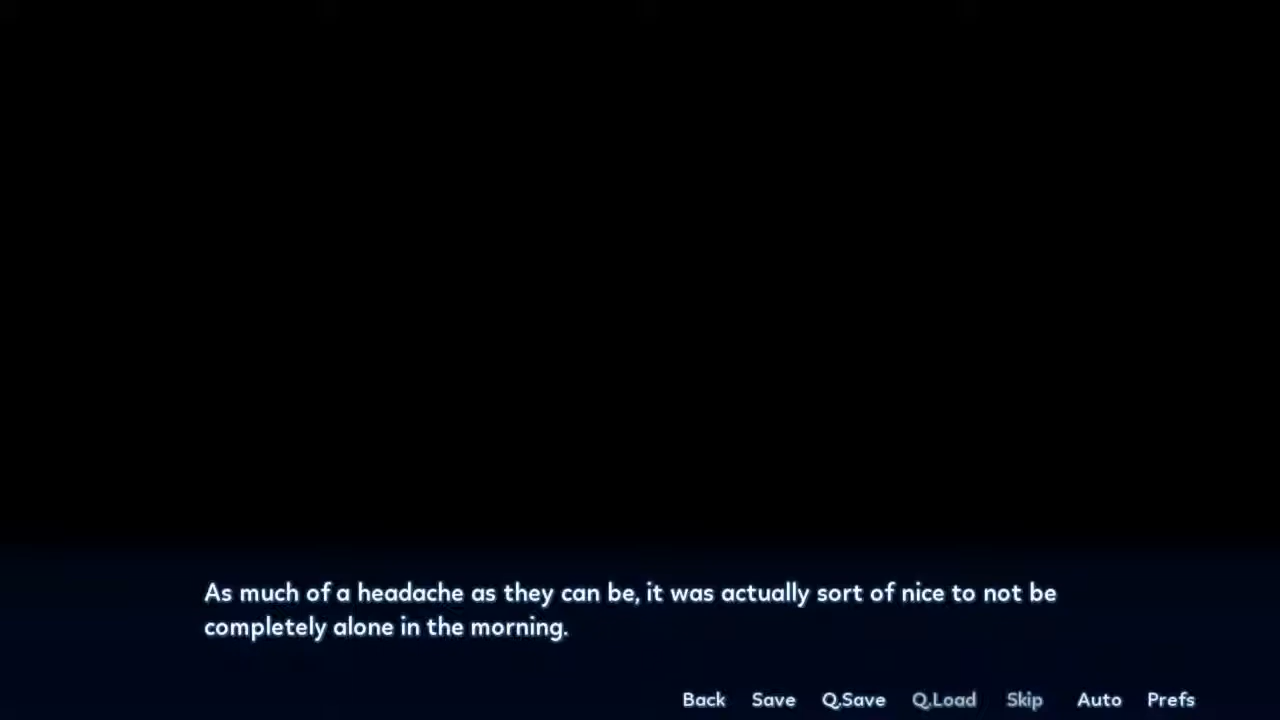 As much of a headache as they can be, it was actually sort of nice to not be
completely alone in the morning.
Back Save Q.Save Q.Load Skip Auto Prefs